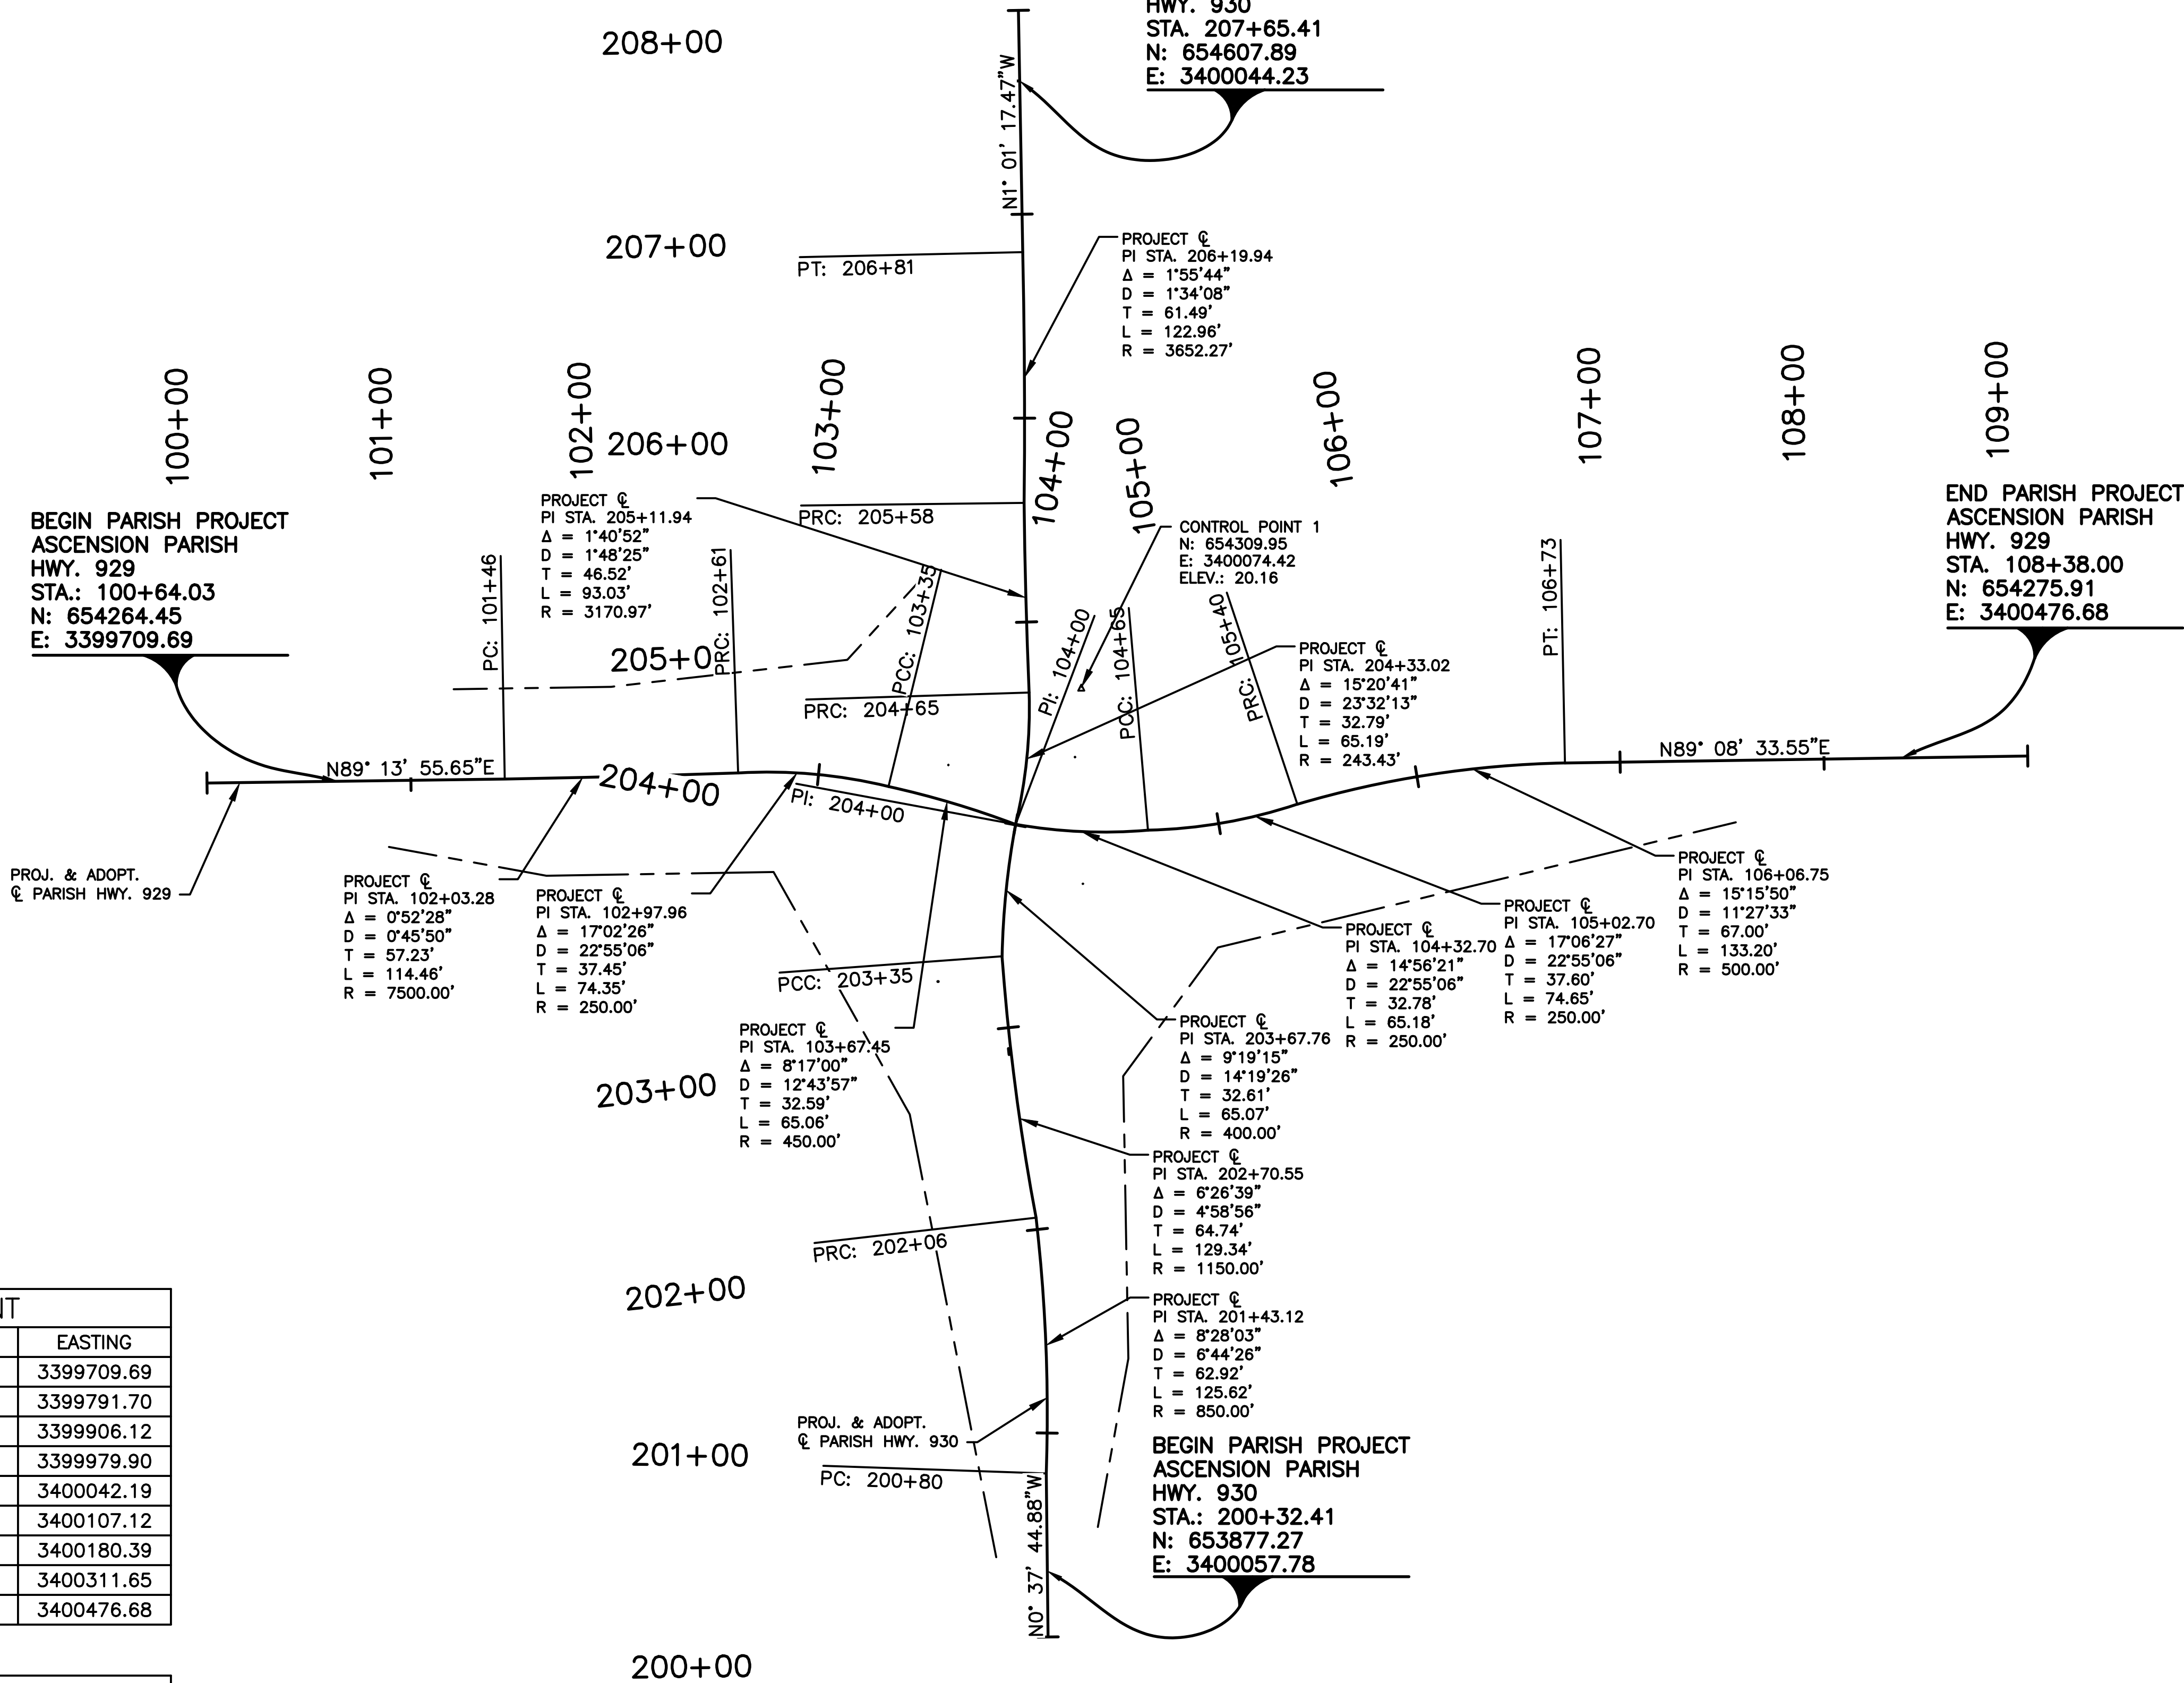 HWY. 930
STA. 207+65.41
N: 654607.89
E: 3400044.23
208+00
N1° 01' 17.47"W
207+00
PT: 206+81
PROJECT ℄
PI STA. 206+19.94
Δ = 1°55'44"
D = 1°34'08"
T = 61.49'
L = 122.96'
R = 3652.27'
100+00
101+00
102+00
206+00
103+00
104+00
105+00
106+00
107+00
108+00
109+00
BEGIN PARISH PROJECT
ASCENSION PARISH
HWY. 929
STA.: 100+64.03
N: 654264.45
E: 3399709.69
PROJECT ℄
PI STA. 205+11.94
Δ = 1°40'52"
D = 1°48'25"
T = 46.52'
L = 93.03'
R = 3170.97'
PRC: 205+58
CONTROL POINT 1
N: 654309.95
E: 3400074.42
ELEV.: 20.16
END PARISH PROJECT
ASCENSION PARISH
HWY. 929
STA. 108+38.00
N: 654275.91
E: 3400476.68
PC: 101+46
PRC: 102+61
PCC: 103+35
PI: 104+00
PCC: 104+65
PRC: 105+40
PT: 106+73
205+0
PRC: 204+65
PROJECT ℄
PI STA. 204+33.02
Δ = 15°20'41"
D = 23°32'13"
T = 32.79'
L = 65.19'
R = 243.43'
N89° 13' 55.65"E
204+00
PI: 204+00
N89° 08' 33.55"E
PROJ. & ADOPT.
℄ PARISH HWY. 929
PROJECT ℄
PI STA. 102+03.28
Δ = 0°52'28"
D = 0°45'50"
T = 57.23'
L = 114.46'
R = 7500.00'
PROJECT ℄
PI STA. 102+97.96
Δ = 17°02'26"
D = 22°55'06"
T = 37.45'
L = 74.35'
R = 250.00'
PCC: 203+35
PROJECT ℄
PI STA. 103+67.45
Δ = 8°17'00"
D = 12°43'57"
T = 32.59'
L = 65.06'
R = 450.00'
PROJECT ℄
PI STA. 104+32.70
Δ = 14°56'21"
D = 22°55'06"
T = 32.78'
L = 65.18'
R = 250.00'
PROJECT ℄
PI STA. 105+02.70
Δ = 17°06'27"
D = 22°55'06"
T = 37.60'
L = 74.65'
R = 250.00'
PROJECT ℄
PI STA. 106+06.75
Δ = 15°15'50"
D = 11°27'33"
T = 67.00'
L = 133.20'
R = 500.00'
PROJECT ℄
PI STA. 203+67.76
Δ = 9°19'15"
D = 14°19'26"
T = 32.61'
L = 65.07'
R = 400.00'
203+00
PROJECT ℄
PI STA. 202+70.55
Δ = 6°26'39"
D = 4°58'56"
T = 64.74'
L = 129.34'
R = 1150.00'
PRC: 202+06
202+00
PROJECT ℄
PI STA. 201+43.12
Δ = 8°28'03"
D = 6°44'26"
T = 62.92'
L = 125.62'
R = 850.00'
PROJ. & ADOPT.
℄ PARISH HWY. 930
201+00
PC: 200+80
N0° 37' 44.88"W
BEGIN PARISH PROJECT
ASCENSION PARISH
HWY. 930
STA.: 200+32.41
N: 653877.27
E: 3400057.78
200+00
NT
EASTING
3399709.69
3399791.70
3399906.12
3399979.90
3400042.19
3400107.12
3400180.39
3400311.65
3400476.68